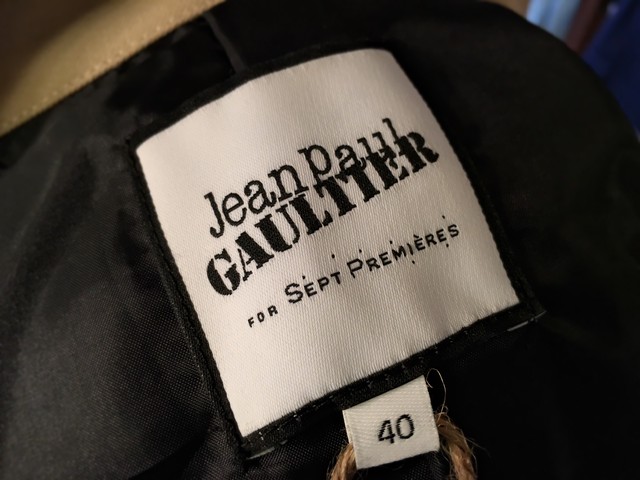 Jean Paul
GAULTIER
FOR SEPT PREMIÈRES
40